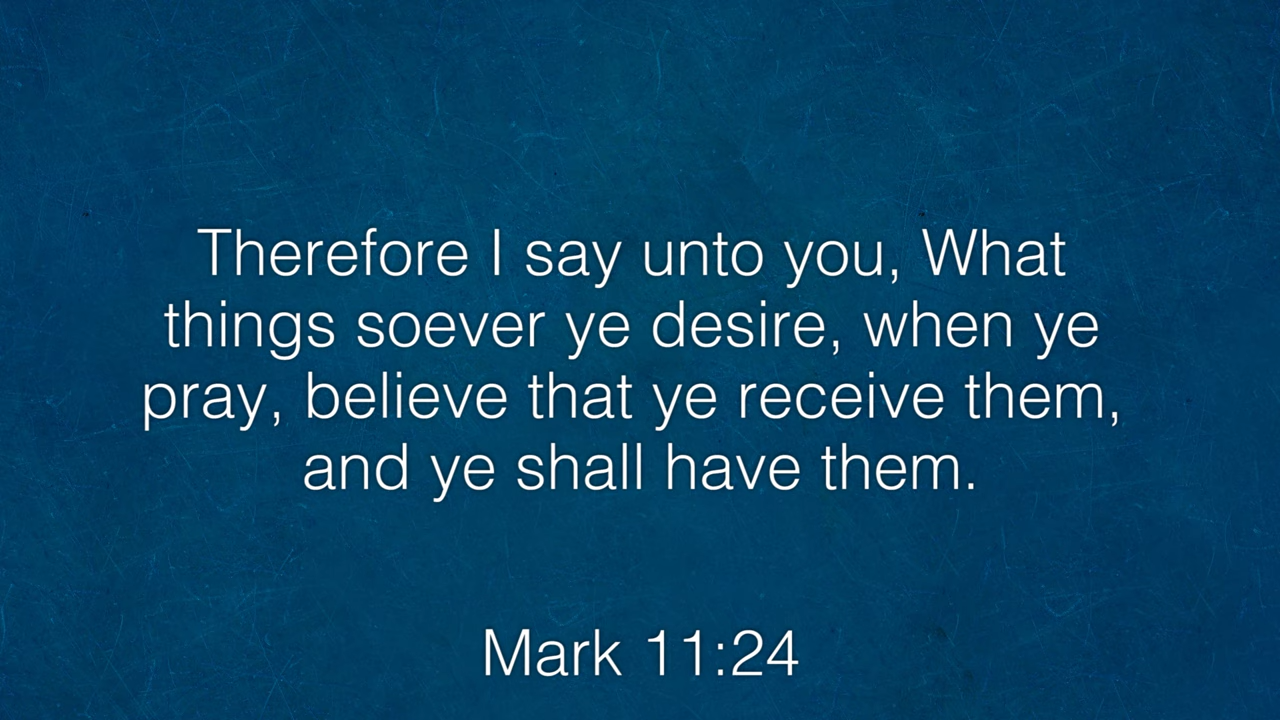 Therefore I say unto you, What
things soever ye desire, when ye
pray, believe that ye receive them,
and ye shall have them.
Mark 11:24